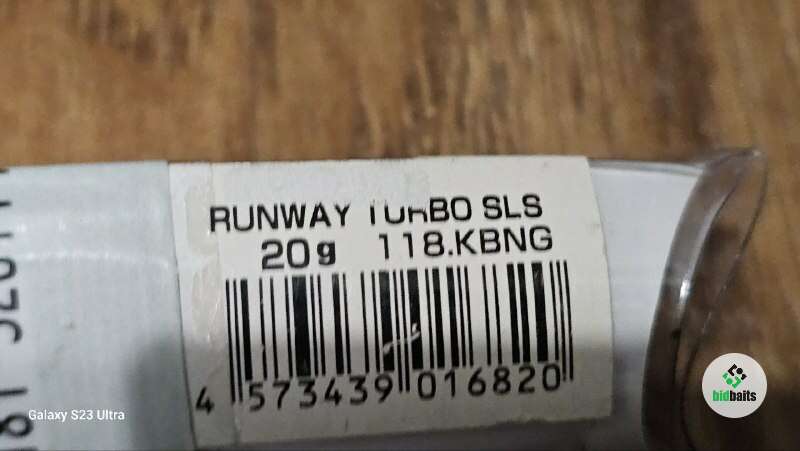 RUNWAY TURBO SLS
20g 118.KBNG
4 573439 016820
Galaxy S23 Ultra
bidbaits